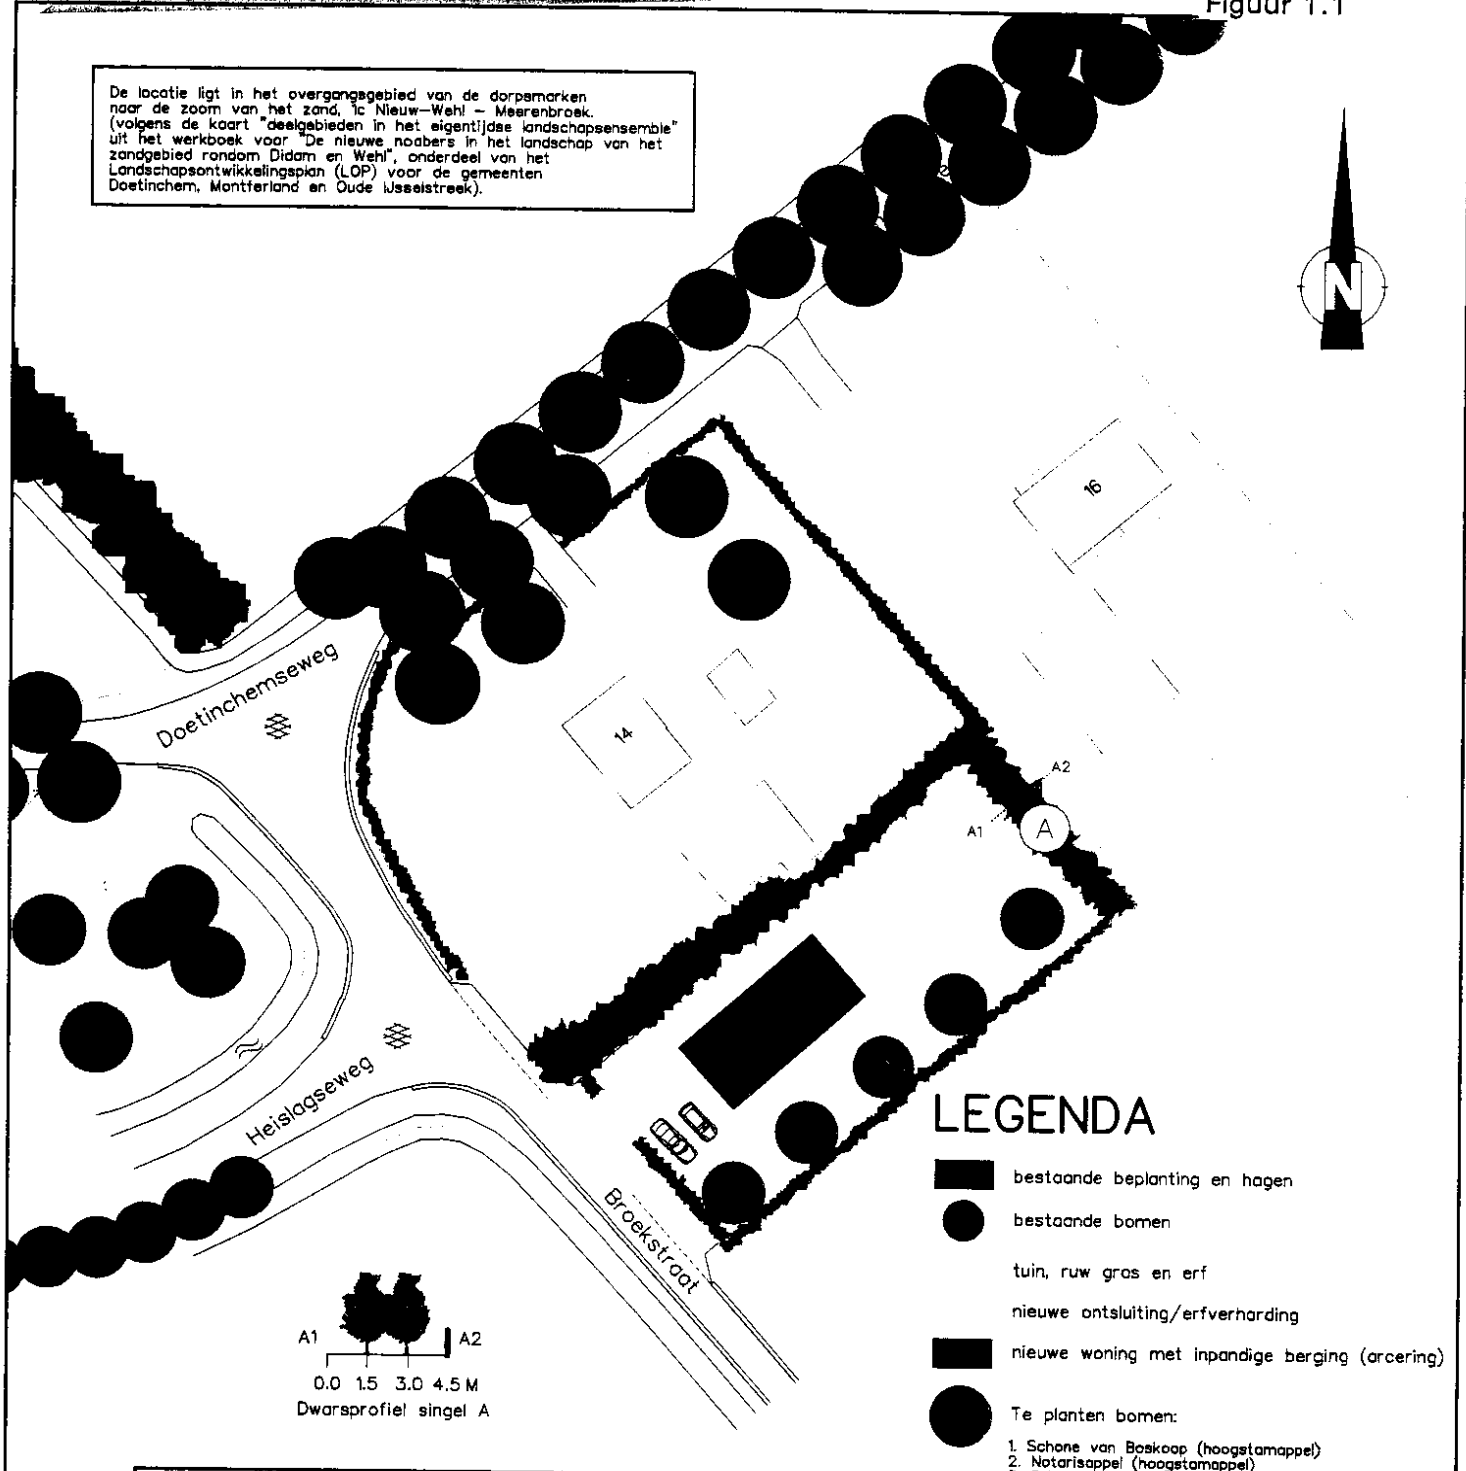 Figuur 1.1
De locatie ligt in het overgangsgebied van de dorpsmarken
naar de zoom van het zand, ic Nieuw-Wehl - Meerenbroek.
(volgens de kaart "deelgebieden in het eigentijdse landschapsensemble"
uit het werkboek voor "De nieuwe noabers in het landschap van het
zandgebied rondom Didam en Wehl", onderdeel van het
Landschapsontwikkelingsplan (LOP) voor de gemeenten
Doetinchem, Montferland en Oude IJsselstreek).
N
16
14
Doetinchemseweg
A2
A1
A
Heislagseweg
Broekstraat
LEGENDA
bestaande beplanting en hagen
bestaande bomen
tuin, ruw gras en erf
nieuwe ontsluiting/erfverharding
nieuwe woning met inpandige berging (arcering)
Te planten bomen:
1. Schone van Boskoop (hoogstamappel)
2. Notarisappel (hoogstamappel)
A1 A2
0.0 1.5 3.0 4.5 M
Dwarsprofiel singel A